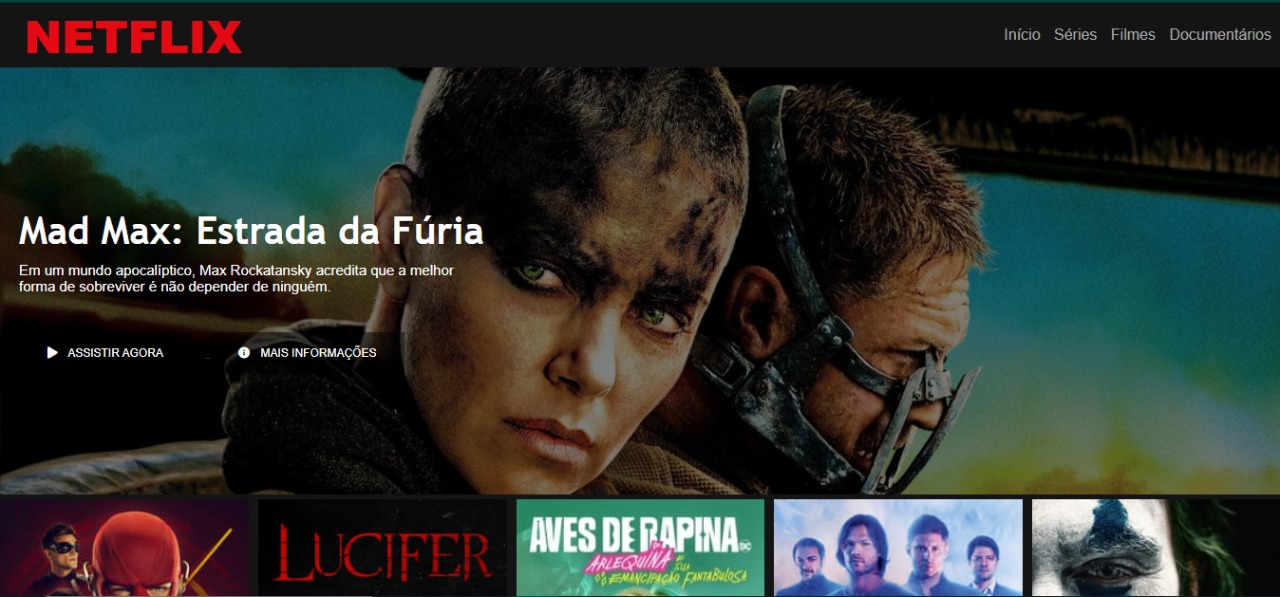 NETFLIX
Início Séries Filmes Documentários
Mad Max: Estrada da Fúria
Em um mundo apocalíptico, Max Rockatansky acredita que a melhor
forma de sobreviver é não depender de ninguém.
ASSISTIR AGORA
MAIS INFORMAÇÕES
LUCIFER
AVES DE RAPINA DC
ARLEQUINA E SUA
EMANCIPAÇÃO FANTABULOSA